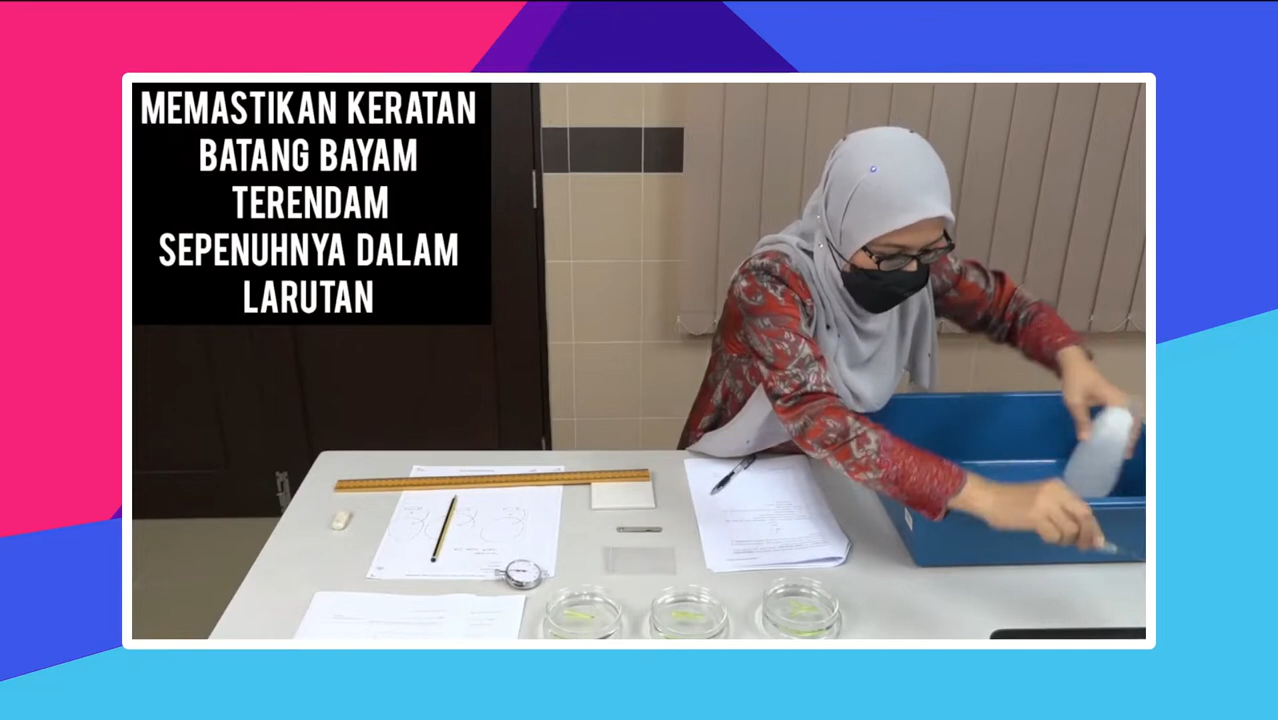 MEMASTIKAN KERATAN
BATANG BAYAM
TERENDAM
SEPENUHNYA DALAM
LARUTAN